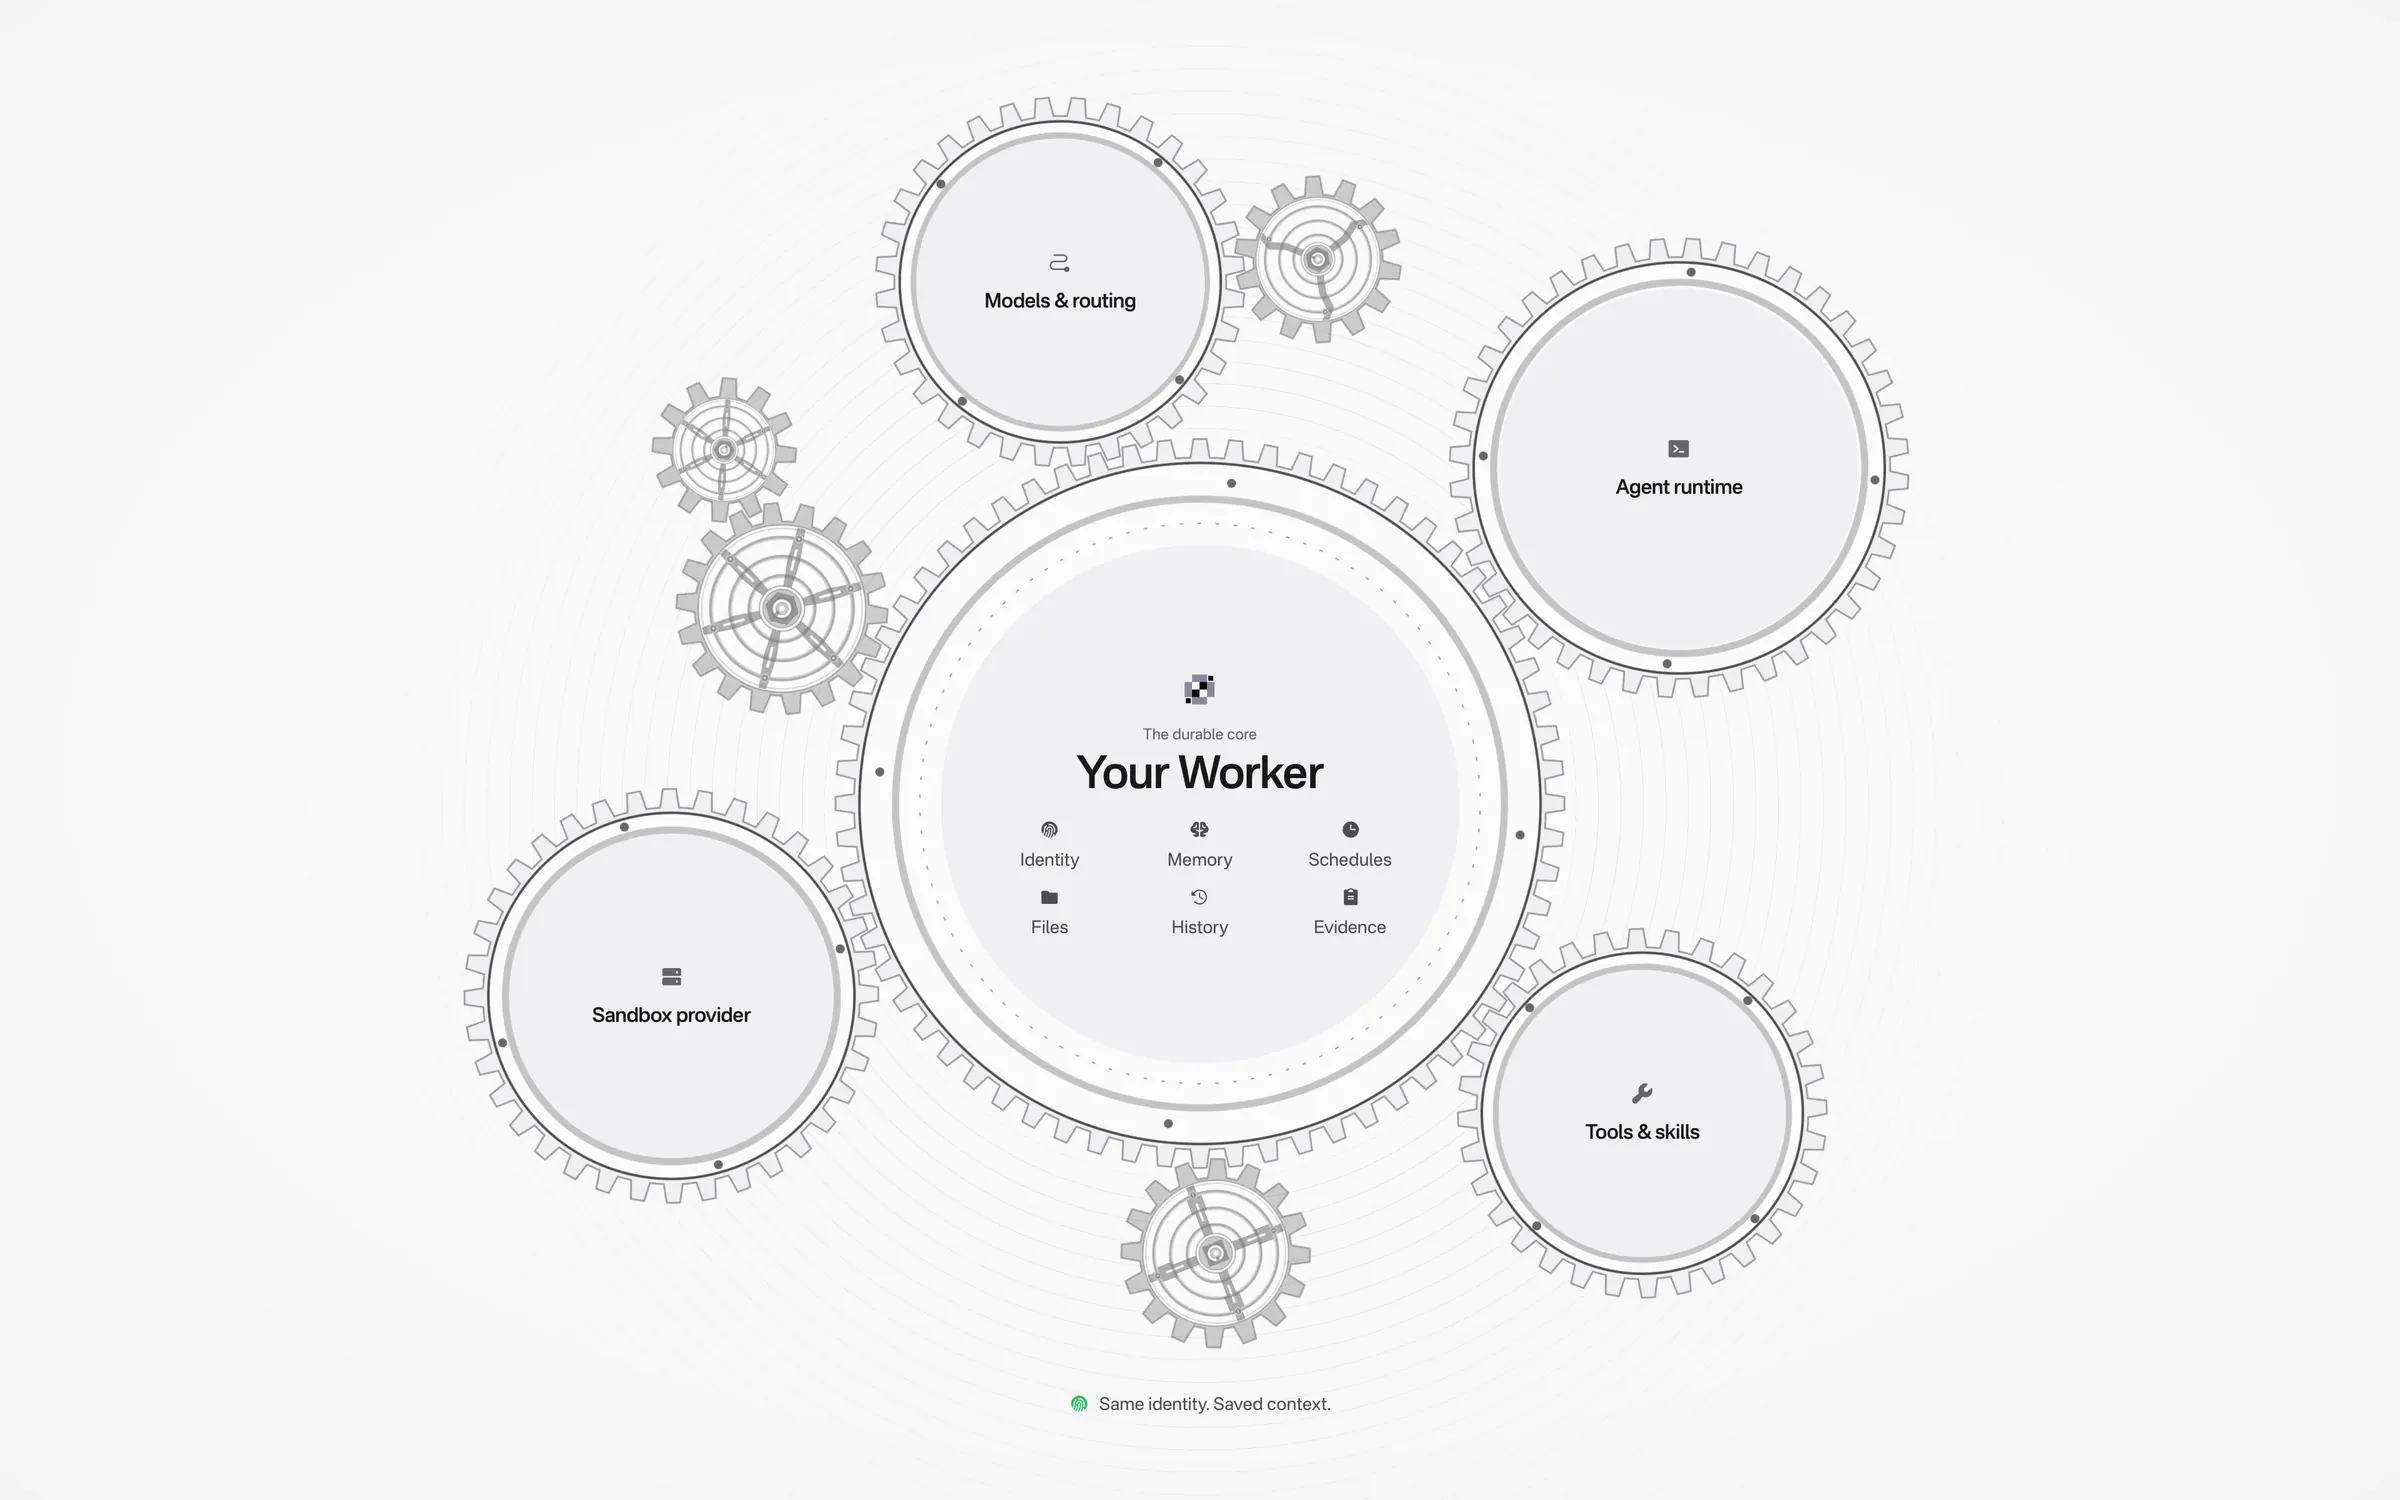 Models & routing
Agent runtime
The durable core
Your Worker
Identity
Memory
Schedules
Files
History
Evidence
Sandbox provider
Tools & skills
Same identity. Saved context.